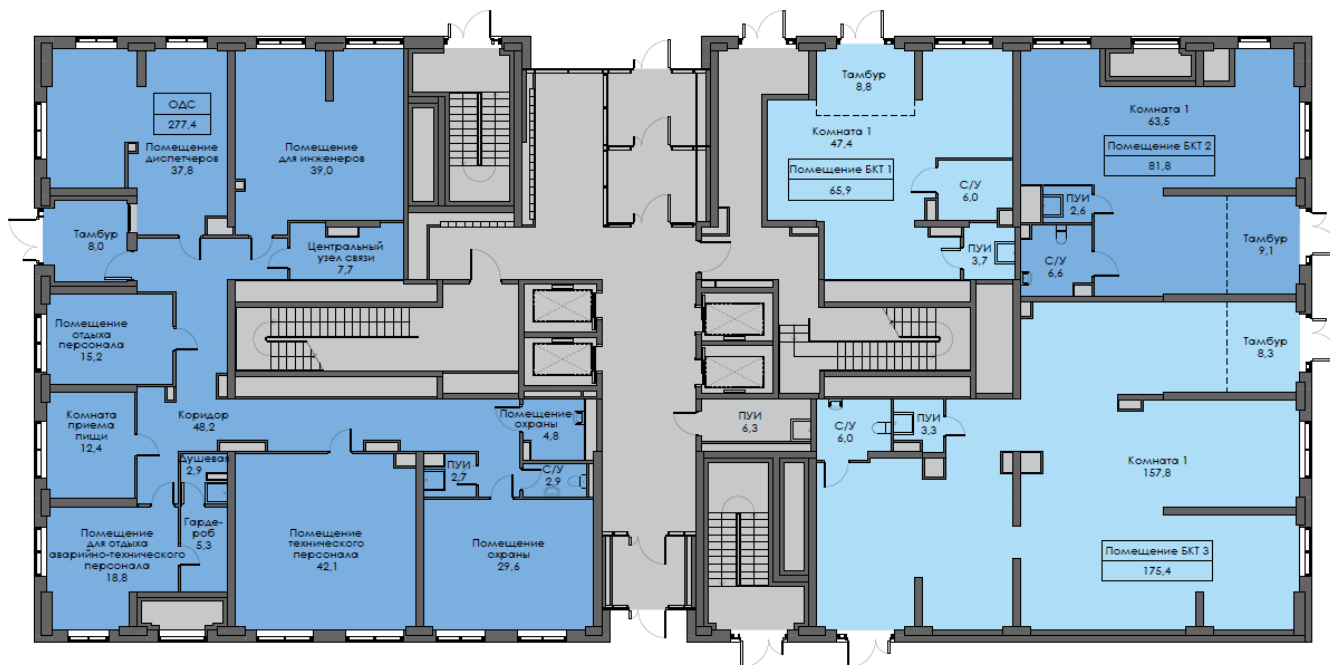 ОДС
277,4
Помещение
диспетчеров
37,8
Помещение
для инженеров
39,0
Тамбур
8,0
Центральный
узел связи
7,7
Помещение
отдыха
персонала
15,2
Комната
приема
пищи
12,4
Коридор
48,2
Душевая
2,9
Гарде-
роб
5,3
Помещение
для отдыха
аварийно-технического
персонала
18,8
Помещение
технического
персонала
42,1
ПУИ
2,7
Помещение
охраны
4,8
С/У
2,9
Помещение
охраны
29,6
Тамбур
8,8
Комната 1
47,4
Помещение БКТ 1
65,9
С/У
6,0
ПУИ
3,7
Комната 1
63,5
Помещение БКТ 2
81,8
ПУИ
2,6
С/У
6,6
Тамбур
9,1
Тамбур
8,3
ПУИ
6,3
С/У
6,0
ПУИ
3,3
Комната 1
157,8
Помещение БКТ 3
175,4